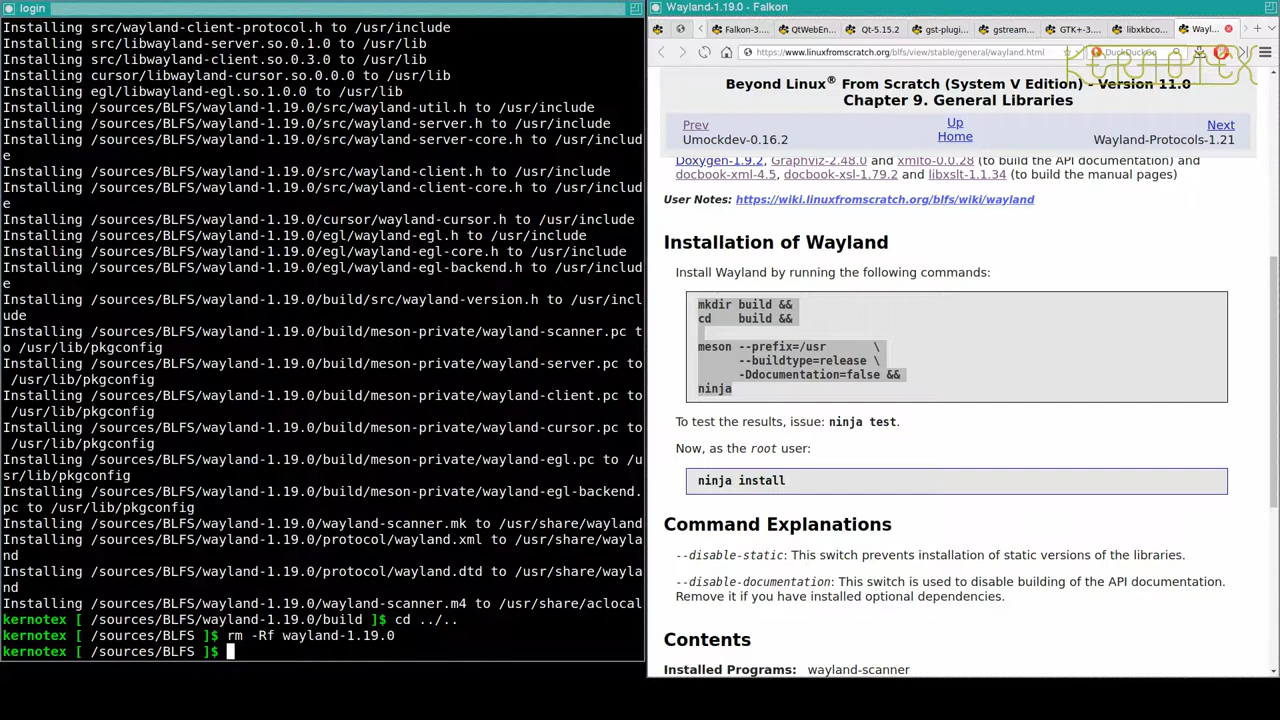 login
Installing src/wayland-client-protocol.h to /usr/include
Installing src/libwayland-server.so.0.1.0 to /usr/lib
Installing src/libwayland-client.so.0.3.0 to /usr/lib
Installing cursor/libwayland-cursor.so.0.0.0 to /usr/lib
Installing egl/libwayland-egl.so.1.0.0 to /usr/lib
Installing /sources/BLFS/wayland-1.19.0/src/wayland-util.h to /usr/include
Installing /sources/BLFS/wayland-1.19.0/src/wayland-server.h to /usr/include
Installing /sources/BLFS/wayland-1.19.0/src/wayland-server-core.h to /usr/includ
e
Installing /sources/BLFS/wayland-1.19.0/src/wayland-client.h to /usr/include
Installing /sources/BLFS/wayland-1.19.0/src/wayland-client-core.h to /usr/includ
e
Installing /sources/BLFS/wayland-1.19.0/cursor/wayland-cursor.h to /usr/include
Installing /sources/BLFS/wayland-1.19.0/egl/wayland-egl.h to /usr/include
Installing /sources/BLFS/wayland-1.19.0/egl/wayland-egl-core.h to /usr/include
Installing /sources/BLFS/wayland-1.19.0/egl/wayland-egl-backend.h to /usr/includ
e
Installing /sources/BLFS/wayland-1.19.0/build/src/wayland-version.h to /usr/incl
ude
Installing /sources/BLFS/wayland-1.19.0/build/meson-private/wayland-scanner.pc t
o /usr/lib/pkgconfig
Installing /sources/BLFS/wayland-1.19.0/build/meson-private/wayland-server.pc to
 /usr/lib/pkgconfig
Installing /sources/BLFS/wayland-1.19.0/build/meson-private/wayland-client.pc to
 /usr/lib/pkgconfig
Installing /sources/BLFS/wayland-1.19.0/build/meson-private/wayland-cursor.pc to
 /usr/lib/pkgconfig
Installing /sources/BLFS/wayland-1.19.0/build/meson-private/wayland-egl.pc to /u
sr/lib/pkgconfig
Installing /sources/BLFS/wayland-1.19.0/build/meson-private/wayland-egl-backend.
pc to /usr/lib/pkgconfig
Installing /sources/BLFS/wayland-1.19.0/wayland-scanner.mk to /usr/share/wayland
Installing /sources/BLFS/wayland-1.19.0/protocol/wayland.xml to /usr/share/wayla
nd
Installing /sources/BLFS/wayland-1.19.0/protocol/wayland.dtd to /usr/share/wayla
nd
Installing /sources/BLFS/wayland-1.19.0/wayland-scanner.m4 to /usr/share/aclocal
kernotex [ /sources/BLFS/wayland-1.19.0/build ]$ cd ../..
kernotex [ /sources/BLFS ]$ rm -Rf wayland-1.19.0
kernotex [ /sources/BLFS ]$
Wayland-1.19.0 - Falkon
Falkon-3.... QtWebEn... Qt-5.15.2 gst-plugi... gstream... GTK+-3.... libxkbco... Wayl...
https://www.linuxfromscratch.org/blfs/view/stable/general/wayland.html DuckDuckGo
KERNOTEX
Beyond Linux® From Scratch (System V Edition) - Version 11.0
Chapter 9. General Libraries
Prev Up Next
Umockdev-0.16.2 Home Wayland-Protocols-1.21
Doxygen-1.9.2, Graphviz-2.48.0 and xmlto-0.0.28 (to build the API documentation) and
docbook-xml-4.5, docbook-xsl-1.79.2 and libxslt-1.1.34 (to build the manual pages)
User Notes: https://wiki.linuxfromscratch.org/blfs/wiki/wayland
Installation of Wayland
Install Wayland by running the following commands:
mkdir build &&
cd    build &&
meson --prefix=/usr       \
      --buildtype=release \
      -Ddocumentation=false &&
ninja
To test the results, issue: ninja test.
Now, as the root user:
ninja install
Command Explanations
--disable-static: This switch prevents installation of static versions of the libraries.
--disable-documentation: This switch is used to disable building of the API documentation.
Remove it if you have installed optional dependencies.
Contents
Installed Programs: wayland-scanner